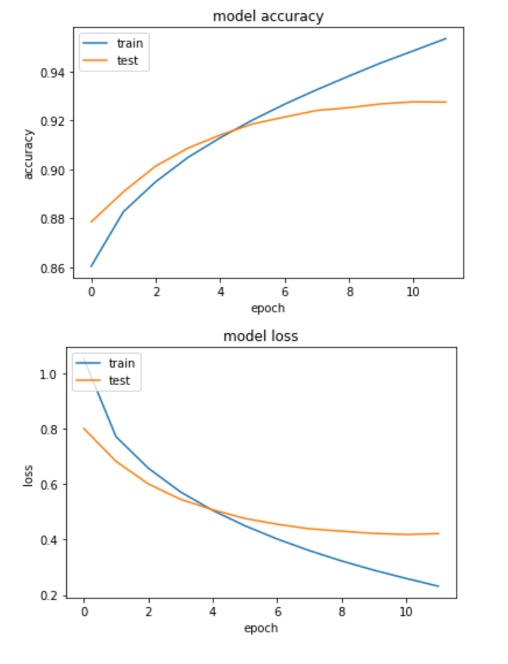 model accuracy
train
test
0.94
0.92
0.90
0.88
0.86
accuracy
0 2 4 6 8 10
epoch
model loss
train
test
1.0
0.8
0.6
0.4
0.2
loss
0 2 4 6 8 10
epoch